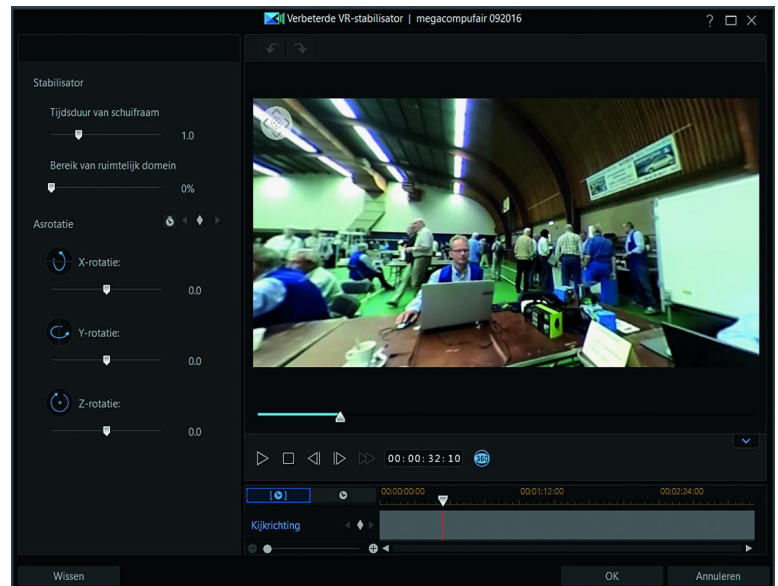 Verbeterde VR-stabilisator | megacompufair 092016
?
Stabilisator
Tijdsduur van schuifraam
1.0
Bereik van ruimtelijk domein
0%
Asrotatie
X-rotatie:
0.0
Y-rotatie:
0.0
Z-rotatie:
0.0
00:00:32:10
360
00:00:00:00
00:01:12:00
00:02:24:00
Kijkrichting
Wissen
OK
Annuleren